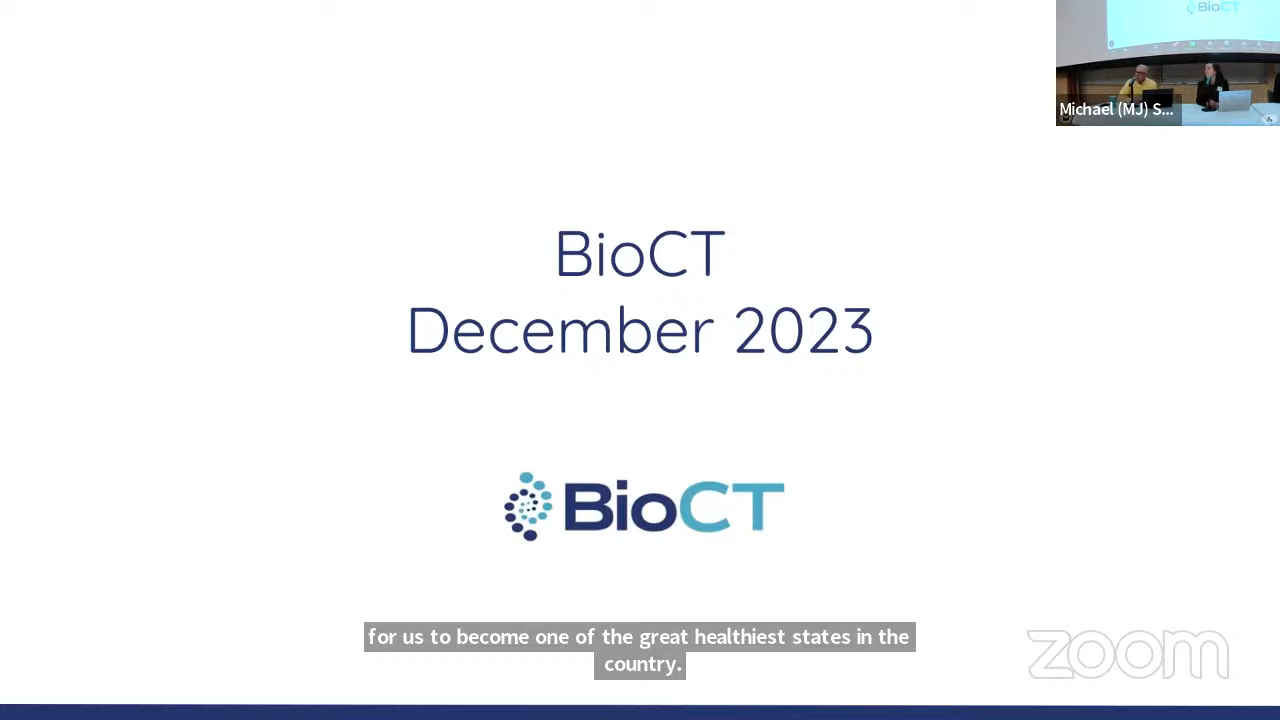 BioCT
Michael (MJ) S...
BioCT
December 2023
BioCT
for us to become one of the great healthiest states in the
country.
zoom